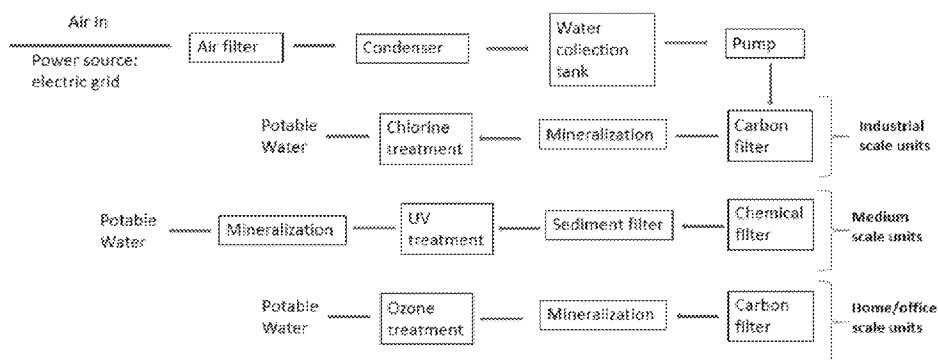 Air in
Power source:
electric grid
Air filter
Condenser
Water
collection
tank
Pump
Potable
Water
Chlorine
treatment
Mineralization
Carbon
filter
Industrial
scale units
Potable
Water
Mineralization
UV
treatment
Sediment filter
Chemical
filter
Medium
scale units
Potable
Water
Ozone
treatment
Mineralization
Carbon
filter
Home/office
scale units